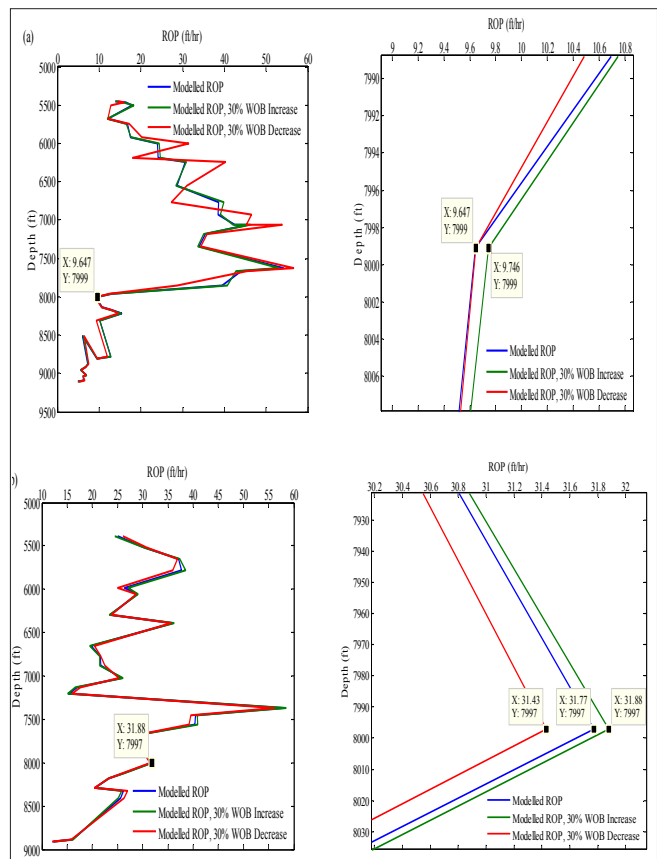 (a)
ROP (ft/hr)
0 10 20 30 40 50 60
5000
5500
6000
6500
7000
7500
8000
8500
9000
9500
Depth (ft)
Modelled ROP
Modelled ROP, 30% WOB Increase
Modelled ROP, 30% WOB Decrease
X: 9.647
Y: 7999
ROP (ft/hr)
9 9.2 9.4 9.6 9.8 10 10.2 10.4 10.6 10.8
7990
7992
7994
7996
7998
8000
8002
8004
8006
Depth (ft)
X: 9.647
Y: 7999
X: 9.746
Y: 7999
Modelled ROP
Modelled ROP, 30% WOB Increase
Modelled ROP, 30% WOB Decrease
)
ROP (ft/hr)
10 15 20 25 30 35 40 45 50 55 60
5000
5500
6000
6500
7000
7500
8000
8500
9000
Depth (ft)
X: 31.88
Y: 7997
Modelled ROP
Modelled ROP, 30% WOB Increase
Modelled ROP, 30% WOB Decrease
ROP (ft/hr)
30.2 30.4 30.6 30.8 31 31.2 31.4 31.6 31.8 32
7930
7940
7950
7960
7970
7980
7990
8000
8010
8020
8030
Depth (ft)
X: 31.43
Y: 7997
X: 31.77
Y: 7997
X: 31.88
Y: 7997
Modelled ROP
Modelled ROP, 30% WOB Increase
Modelled ROP, 30% WOB Decrease